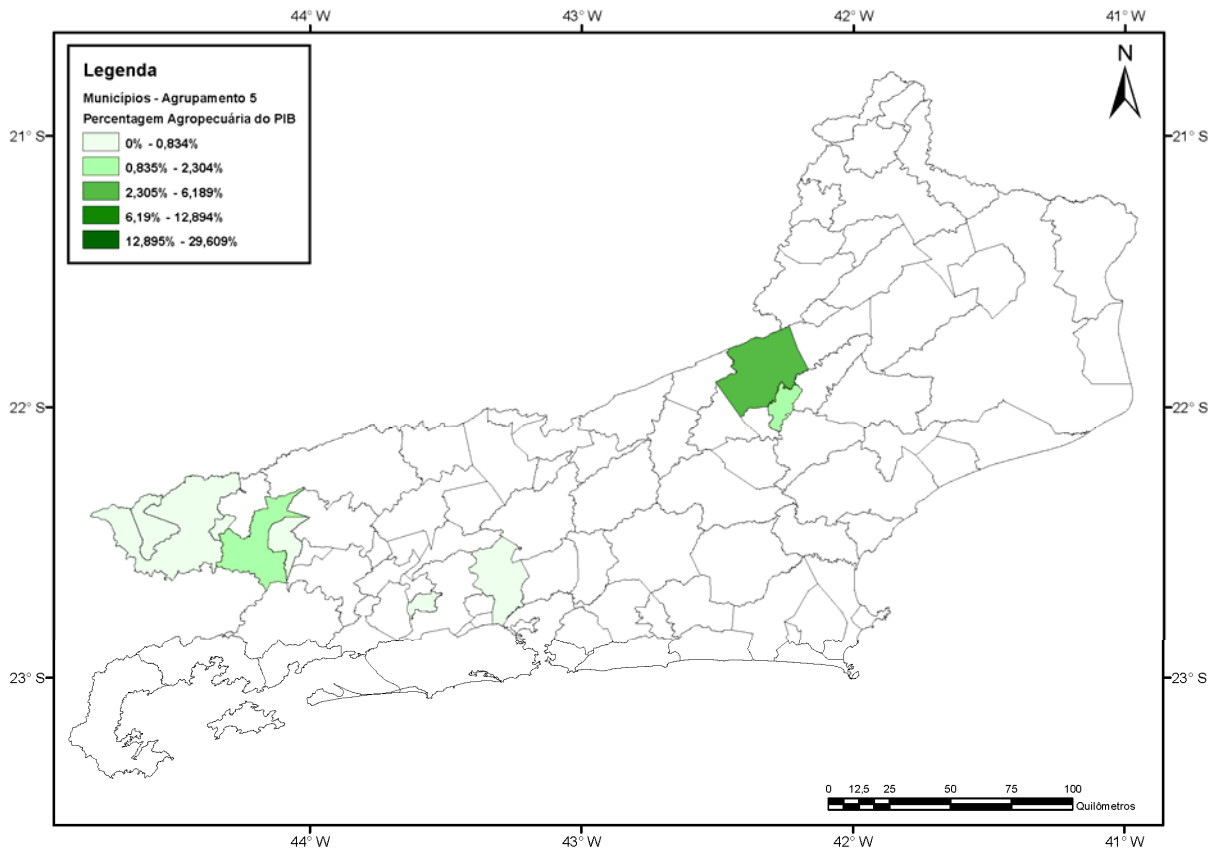 44° W 43° W 42° W 41° W
N
Legenda
Municípios - Agrupamento 5
Percentagem Agropecuária do PIB
0% - 0,834%
0,835% - 2,304%
2,305% - 6,189%
6,19% - 12,894%
12,895% - 29,609%
21° S 21° S
22° S 22° S
23° S 23° S
0 12,5 25 50 75 100
Quilômetros
44° W 43° W 42° W 41° W